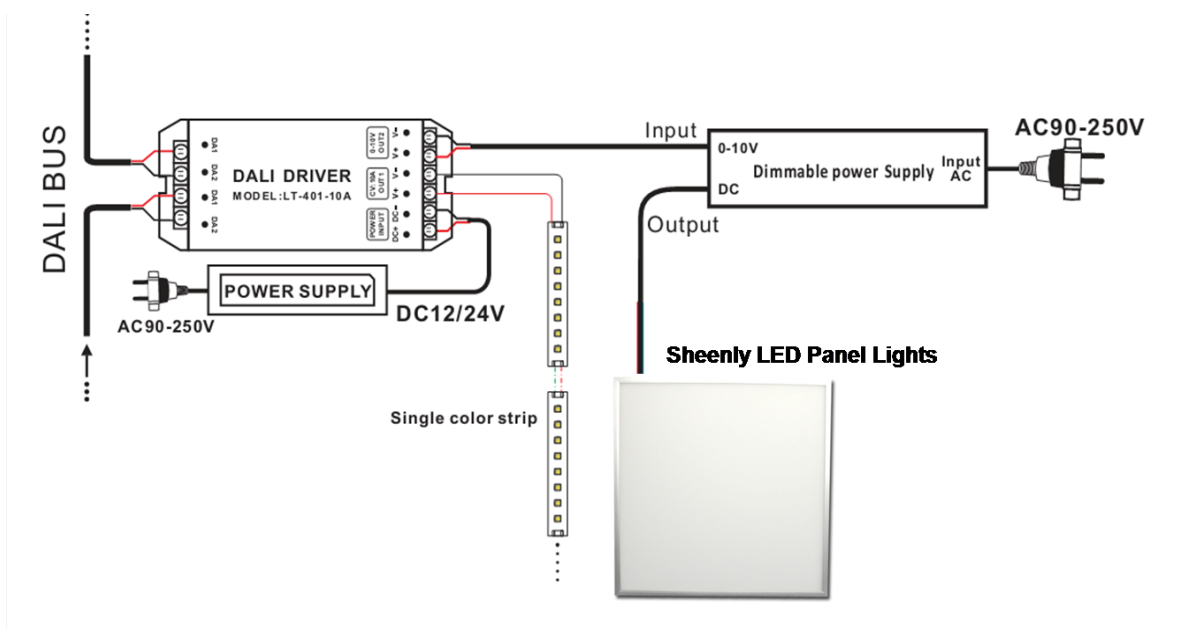 DALI BUS
DA1
DA2
DA1
DA2
DALI DRIVER
MODEL:LT-401-10A
0-10V
OUT2
V-
V+
CV:10A
OUT1
V-
V+
POWER
INPUT
DC-
DC+
POWER SUPPLY
AC90-250V
DC12/24V
Input
0-10V
Dimmable power Supply
Input
AC
DC
AC90-250V
Output
Sheenly LED Panel Lights
Single color strip